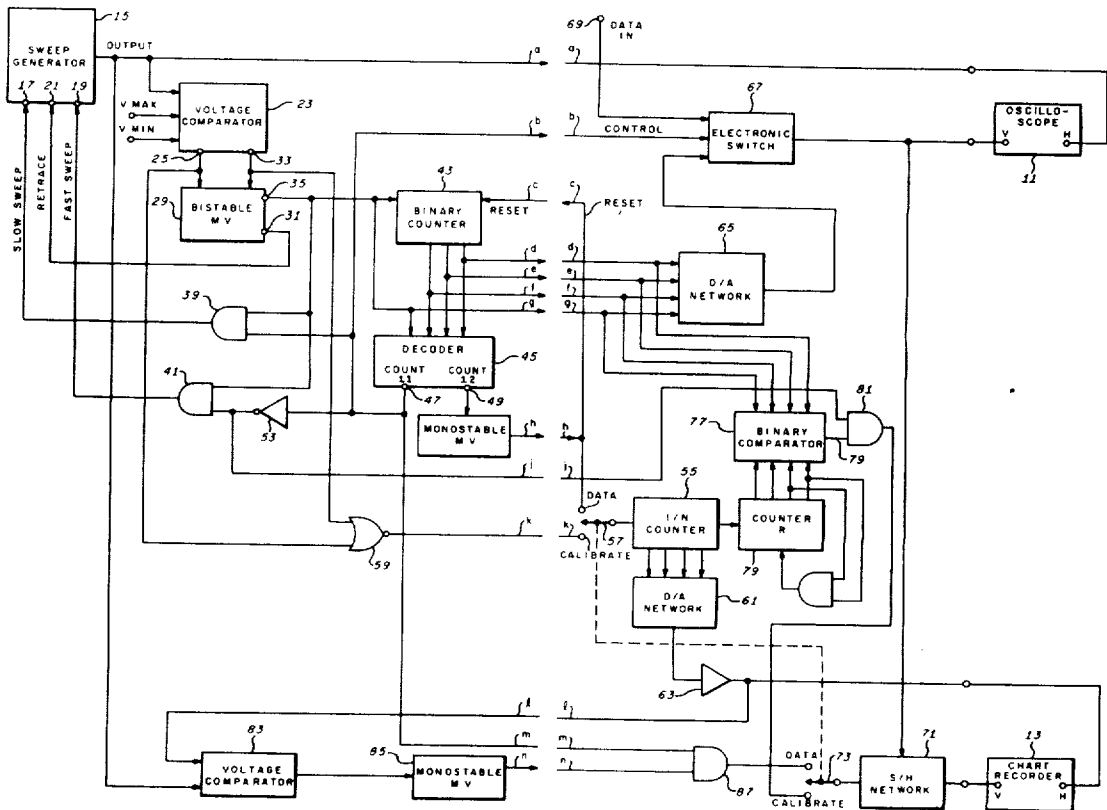 15
SWEEP
GENERATOR
17 21 19
OUTPUT
a
a
69
DATA
IN
V MAX
V MIN
VOLTAGE
COMPARATOR
23
25
33
b
b
CONTROL
67
ELECTRONIC
SWITCH
OSCILLO-
SCOPE
V H
11
SLOW SWEEP
RETRACE
FAST SWEEP
29
BISTABLE
MV
35
31
43
BINARY
COUNTER
RESET
c
c
RESET
d
e
f
g
d
e
f
g
65
D/A
NETWORK
39
41
53
DECODER
COUNT
11
COUNT
12
45
47
49
MONOSTABLE
MV
h
h
j
j
77
BINARY
COMPARATOR
79
81
DATA
57
CALIBRATE
55
1/N
COUNTER
COUNTER
R
79
59
k
k
D/A
NETWORK
61
63
l
l
m
m
n
n
83
VOLTAGE
COMPARATOR
85
MONOSTABLE
MV
87
DATA
73
CALIBRATE
71
S/H
NETWORK
13
CHART
RECORDER
V H